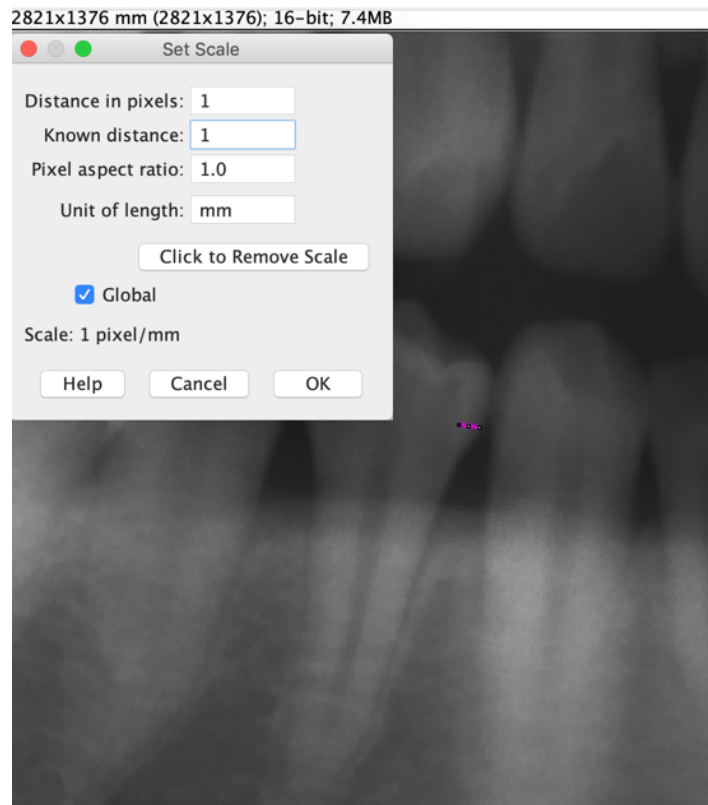 2821x1376 mm (2821x1376); 16-bit; 7.4MB
Set Scale
Distance in pixels: 1
Known distance: 1
Pixel aspect ratio: 1.0
Unit of length: mm
Click to Remove Scale
Global
Scale: 1 pixel/mm
Help Cancel OK